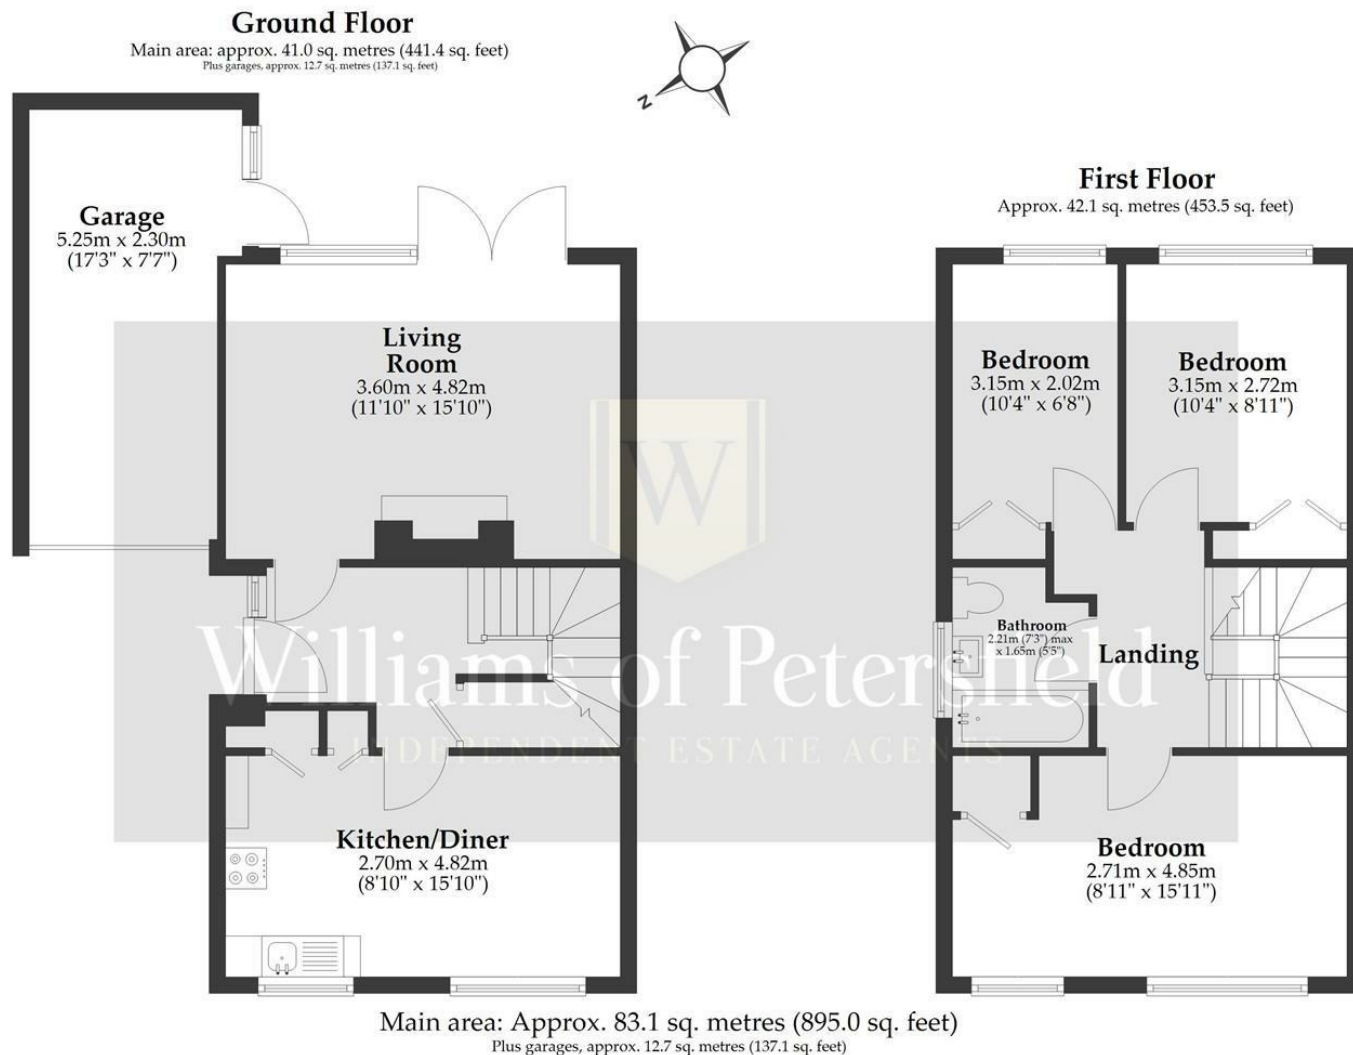 Ground Floor
Main area: approx. 41.0 sq. metres (441.4 sq. feet)
Plus garages, approx. 12.7 sq. metres (137.1 sq. feet)
N
First Floor
Approx. 42.1 sq. metres (453.5 sq. feet)
Garage
5.25m x 2.30m
(17'3" x 7'7")
Living
Room
3.60m x 4.82m
(11'10" x 15'10")
Bedroom
3.15m x 2.02m
(10'4" x 6'8")
Bedroom
3.15m x 2.72m
(10'4" x 8'11")
W
Bathroom
2.21m (7'3") max
x 1.65m (5'5")
Landing
Williams of Petersfield
INDEPENDENT ESTATE AGENTS
Kitchen/Diner
2.70m x 4.82m
(8'10" x 15'10")
Bedroom
2.71m x 4.85m
(8'11" x 15'11")
Main area: Approx. 83.1 sq. metres (895.0 sq. feet)
Plus garages, approx. 12.7 sq. metres (137.1 sq. feet)